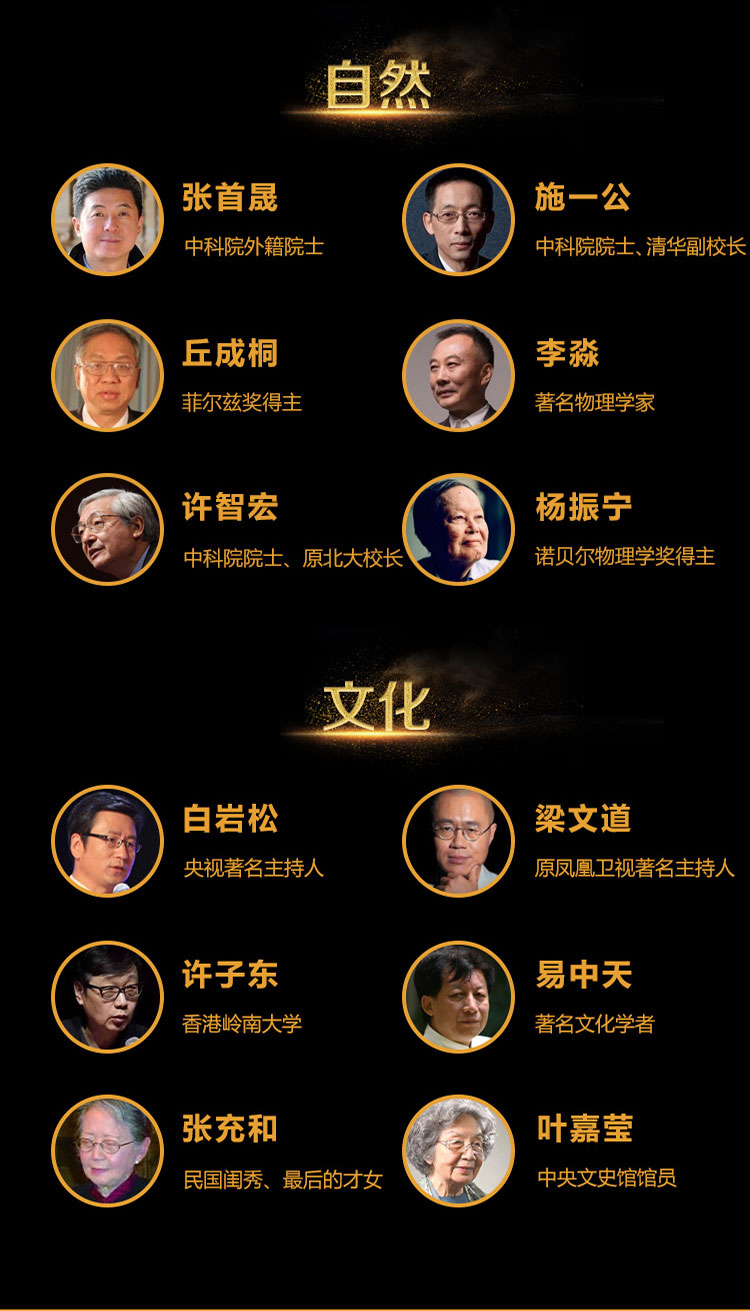 自然
张首晟
中科院外籍院士
施一公
中科院院士、清华副校长
丘成桐
菲尔兹奖得主
李淼
著名物理学家
许智宏
中科院院士、原北大校长
杨振宁
诺贝尔物理学奖得主
文化
白岩松
央视著名主持人
梁文道
原凤凰卫视著名主持人
许子东
香港岭南大学
易中天
著名文化学者
张充和
民国闺秀、最后的才女
叶嘉莹
中央文史馆馆员